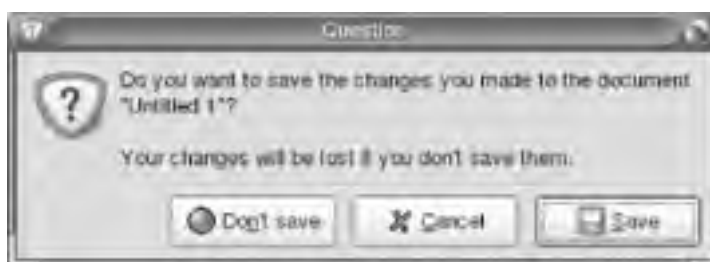 Question
Do you want to save the changes you made to the document
"Untitled 1"?
Your changes will be lost if you don't save them.
Don't save
Cancel
Save